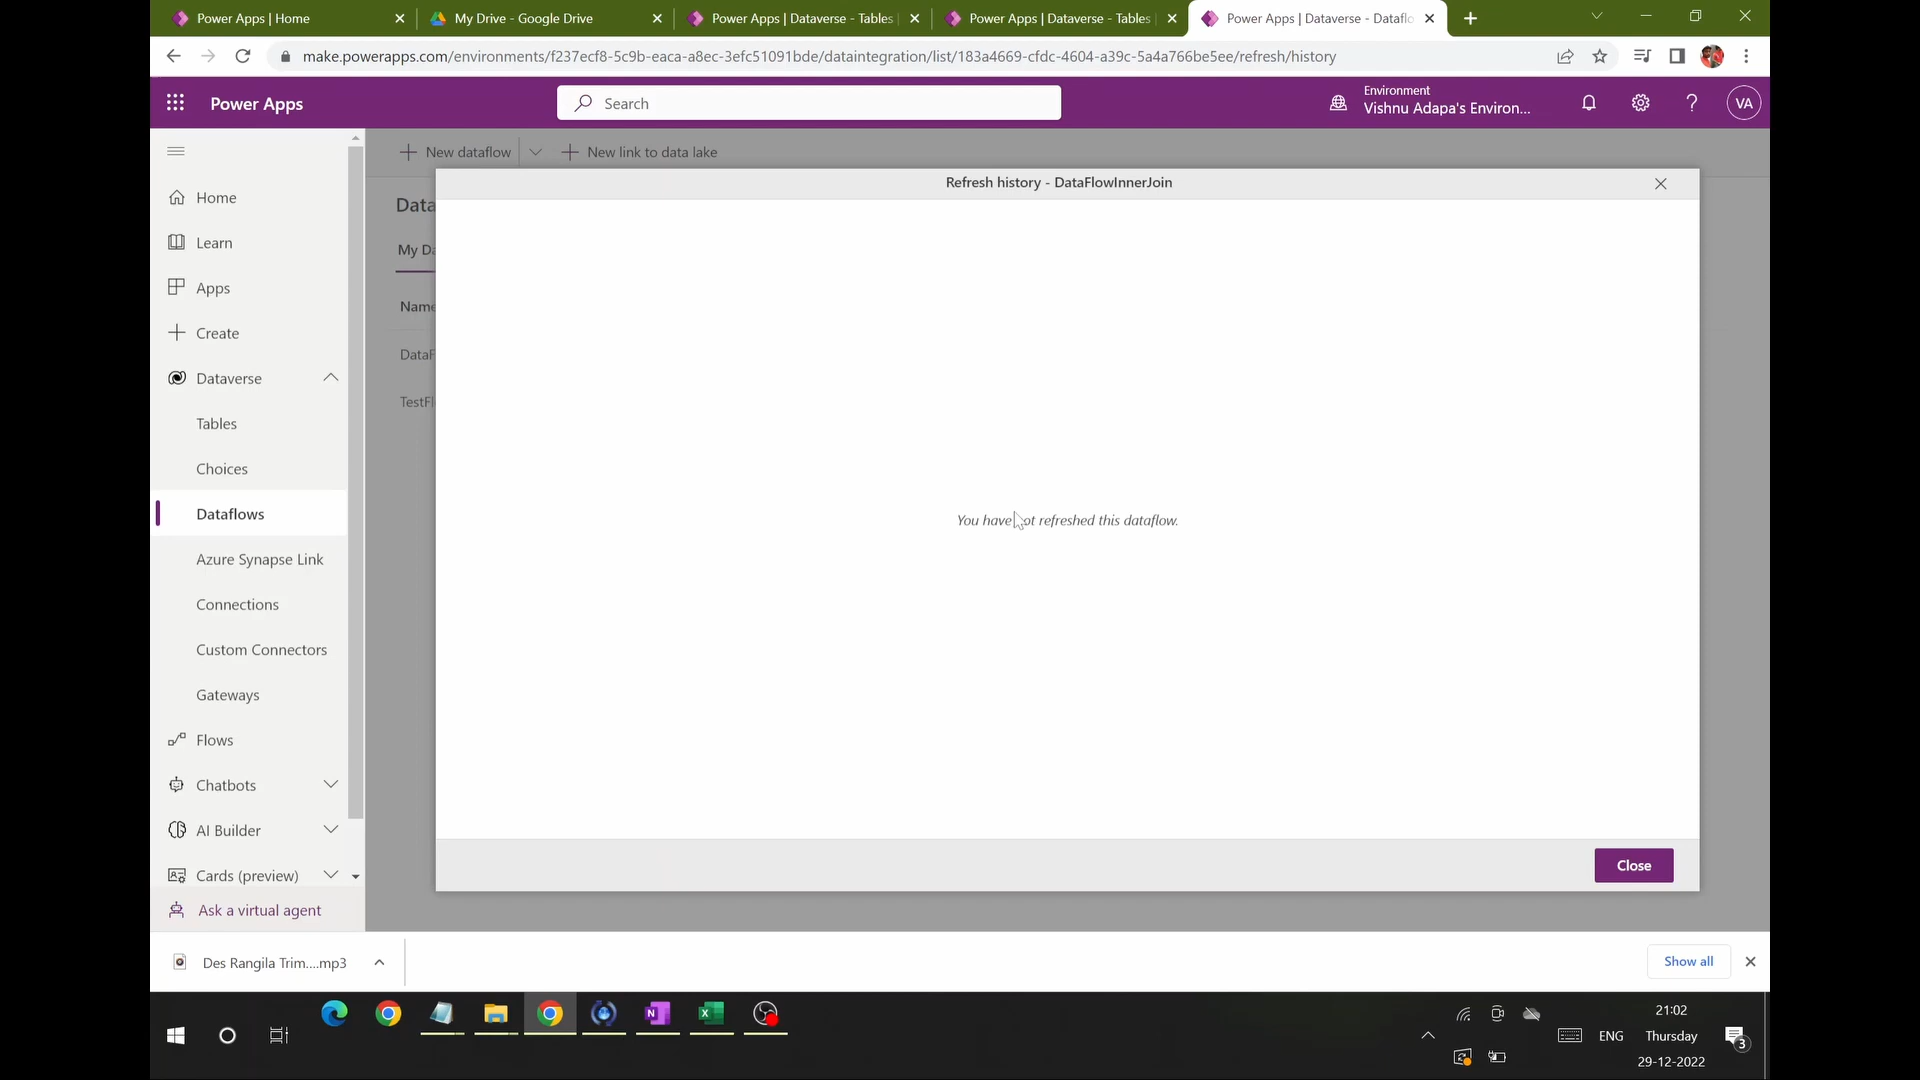 Power Apps | Home
My Drive - Google Drive
Power Apps | Dataverse - Tables
Power Apps | Dataverse - Tables
Power Apps | Dataverse - Dataflo
make.powerapps.com/environments/f237ecf8-5c9b-eaca-a8ec-3efc51091bde/dataintegration/list/183a4669-cfdc-4604-a39c-5a4a766be5ee/refresh/history
Power Apps
Search
Environment
Vishnu Adapa's Environ...
VA
New dataflow
New link to data lake
Refresh history - DataFlowInnerJoin
Data
My Da
Name
DataF
TestFl
Home
Learn
Apps
Create
Dataverse
Tables
Choices
Dataflows
Azure Synapse Link
Connections
Custom Connectors
Gateways
Flows
Chatbots
AI Builder
Cards (preview)
Ask a virtual agent
You have not refreshed this dataflow.
Close
Des Rangila Trim....mp3
Show all
21:02
ENG
Thursday
29-12-2022
3